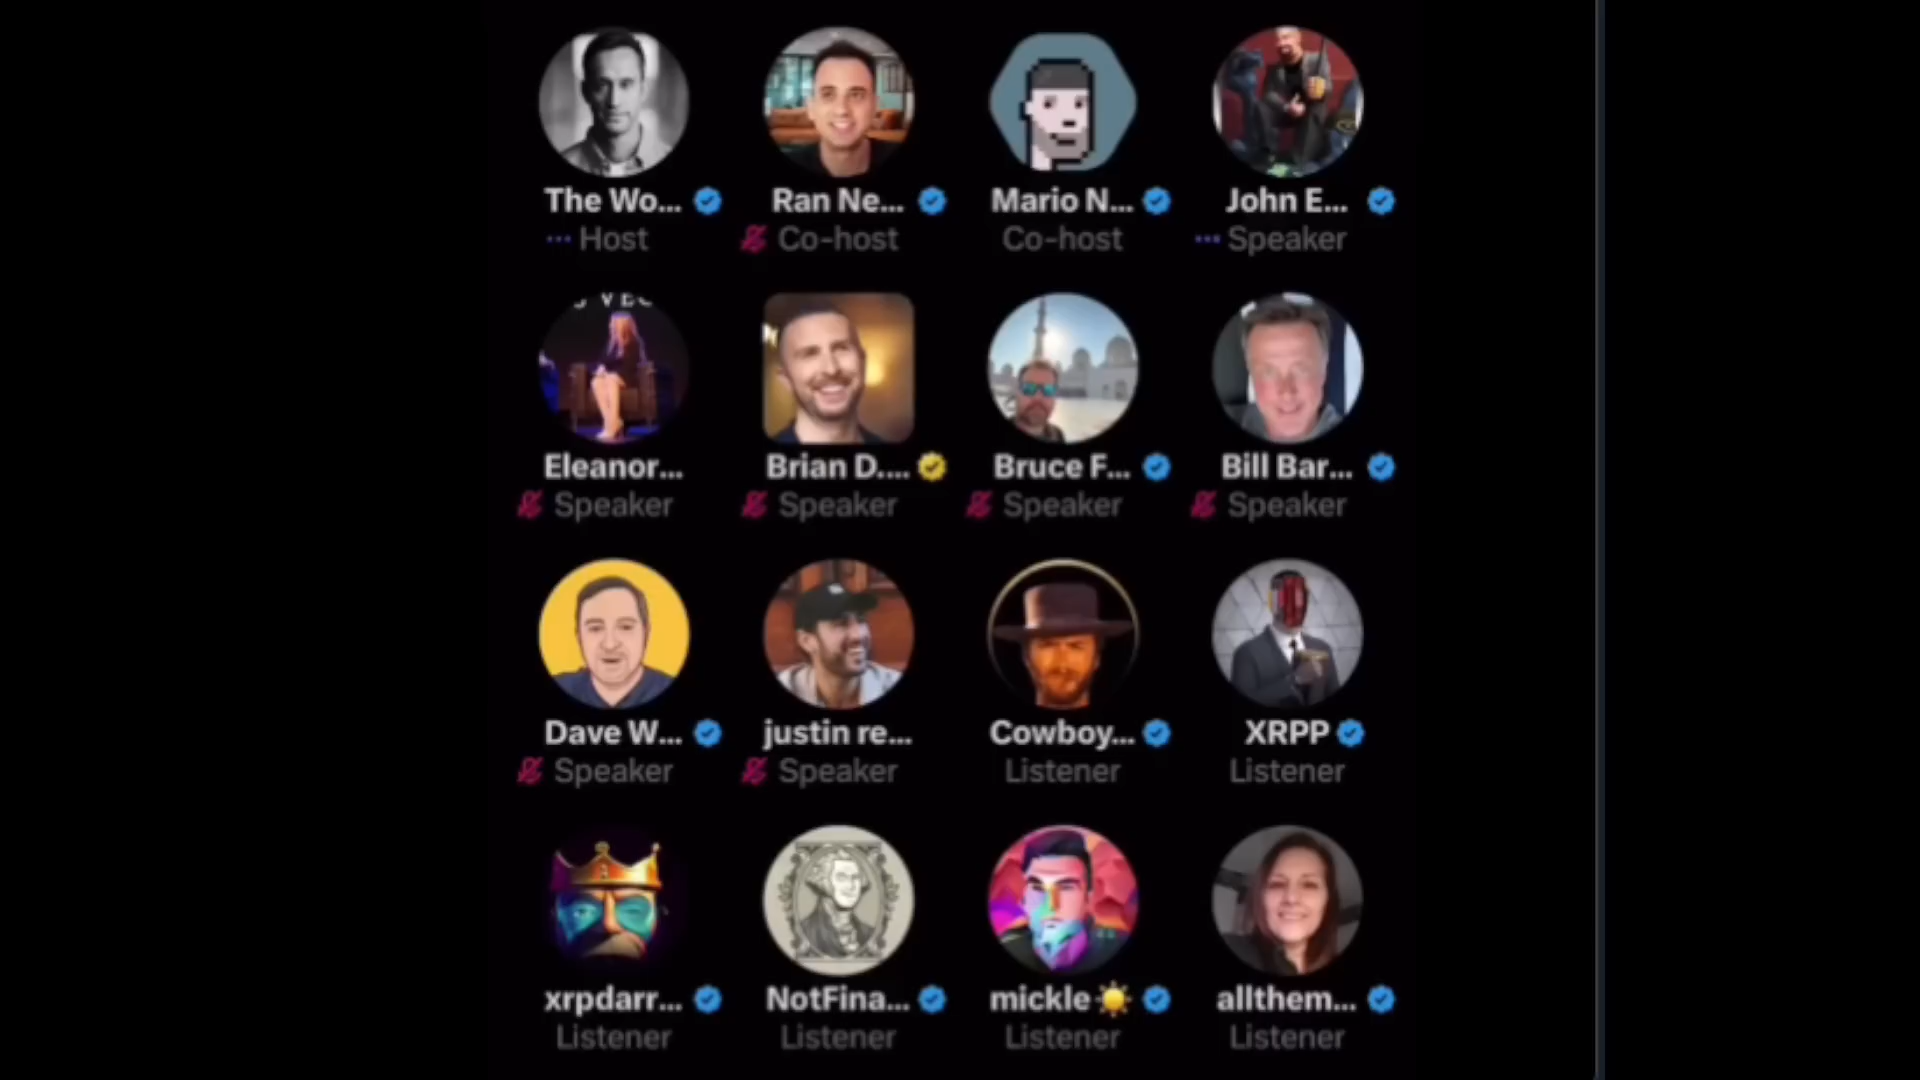 The Wo... Ran Ne... Mario N... John E...
Host Co-host Co-host Speaker
Eleanor... Brian D.... Bruce F... Bill Bar...
Speaker Speaker Speaker Speaker
Dave W... justin re... Cowboy... XRPP
Speaker Speaker Listener Listener
xrpdarr... NotFina... mickle☀️ allthem...
Listener Listener Listener Listener